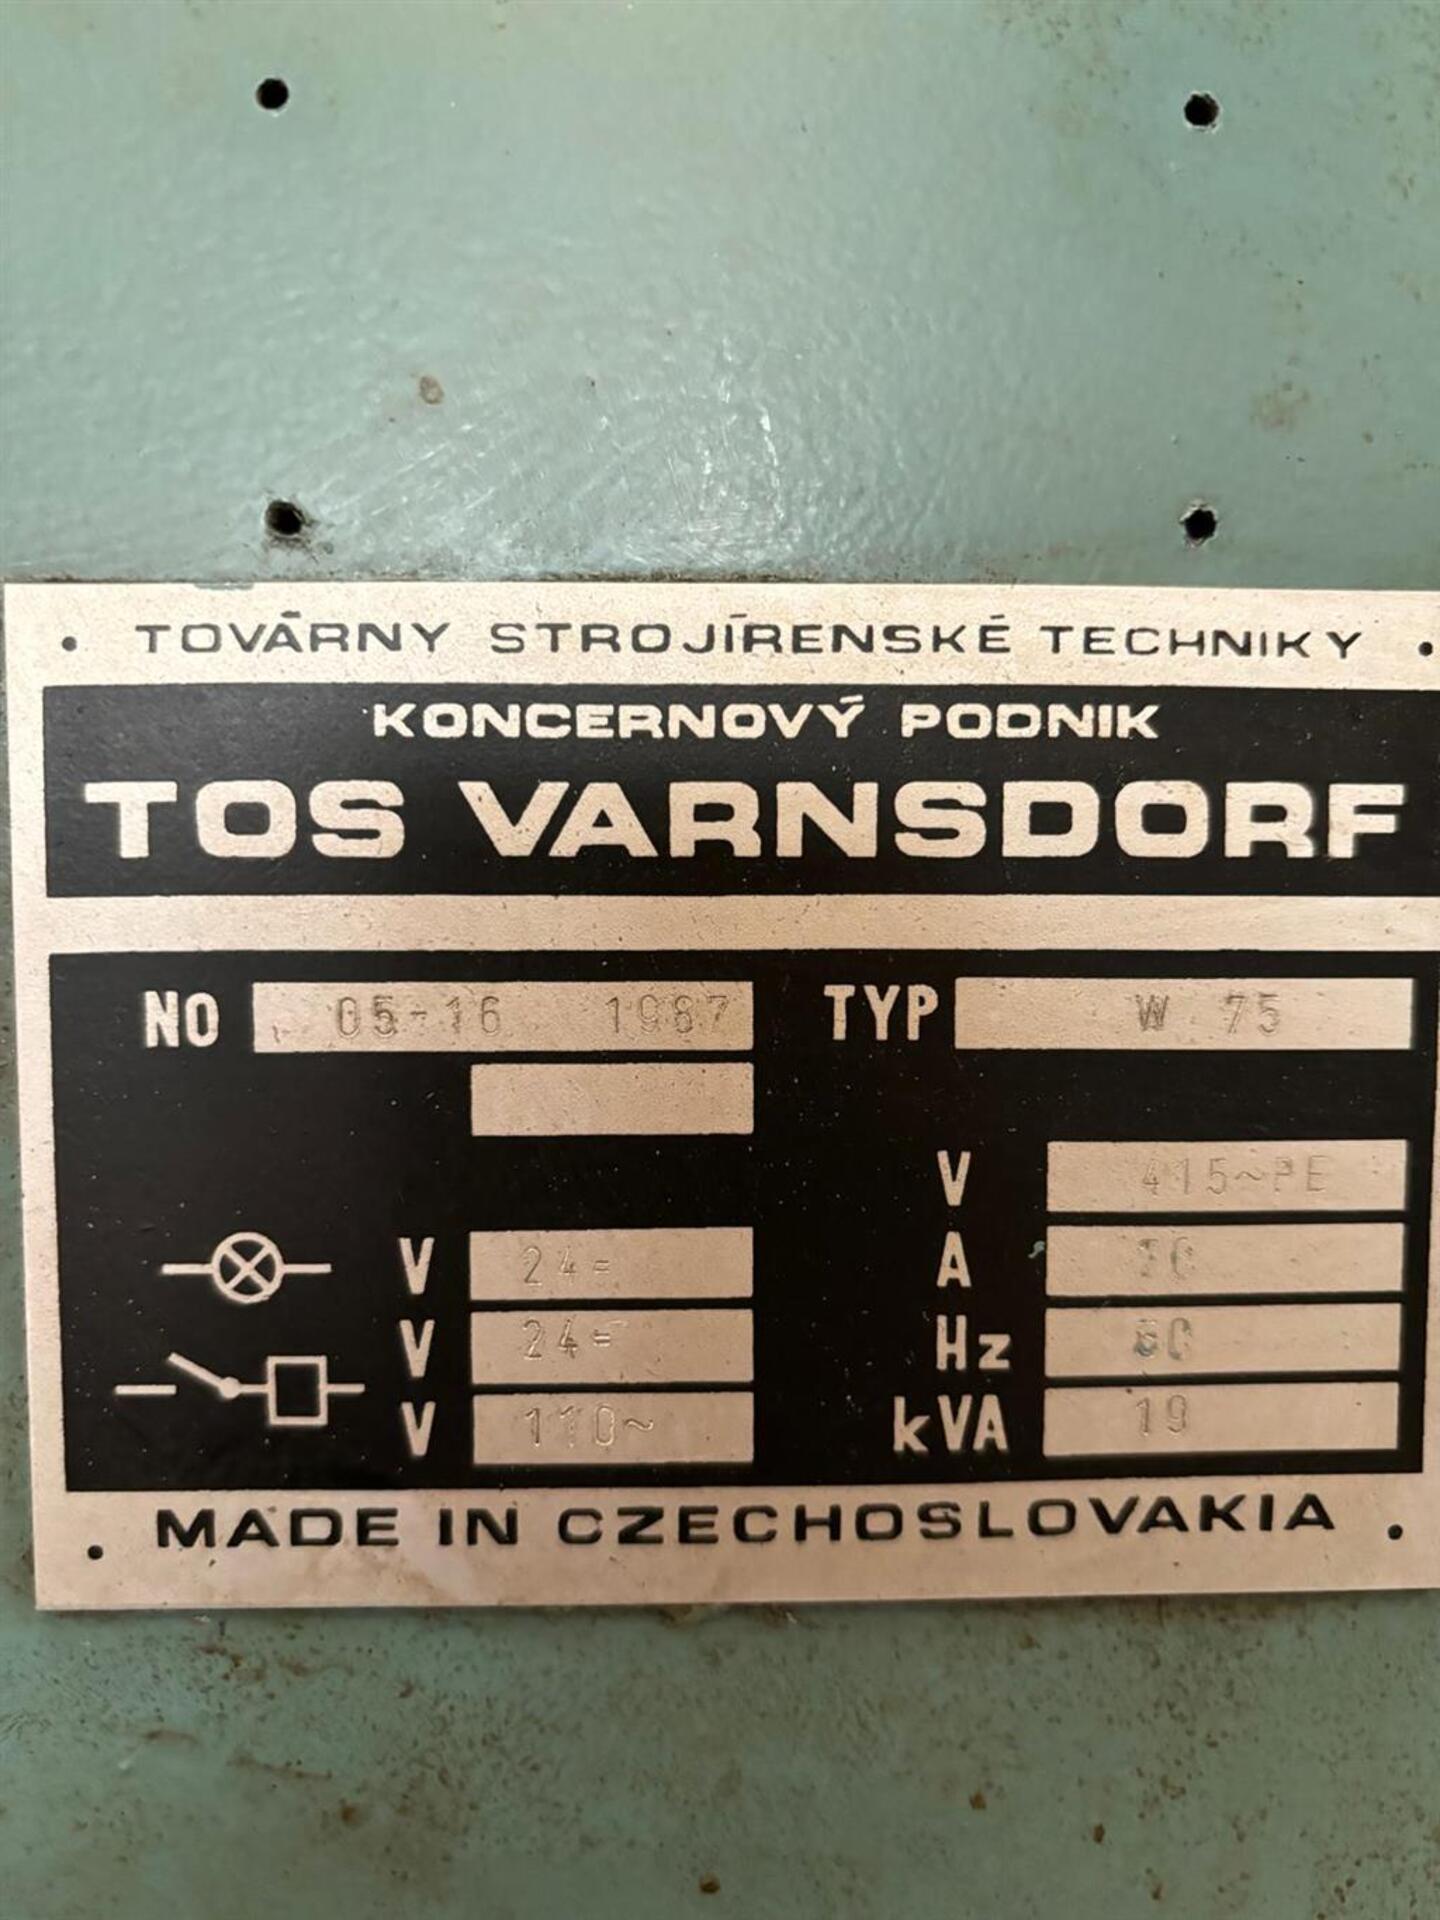 TOVÁRNY STROJÍRENSKÉ TECHNIKY
KONCERNOVÝ PODNIK
TOS VARNSDORF
NO 05-16 1987 TYP W 75
V 415~PE
V 24= A
V 24= Hz 50
V 110~ kVA 19
MADE IN CZECHOSLOVAKIA